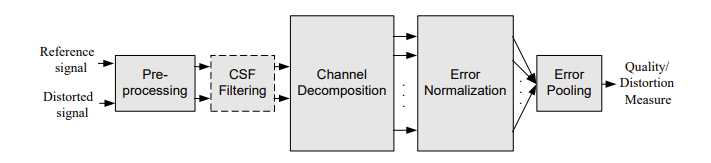 Reference
signal
Distorted
signal
Pre-
processing
CSF
Filtering
Channel
Decomposition
Error
Normalization
Error
Pooling
Quality/
Distortion
Measure